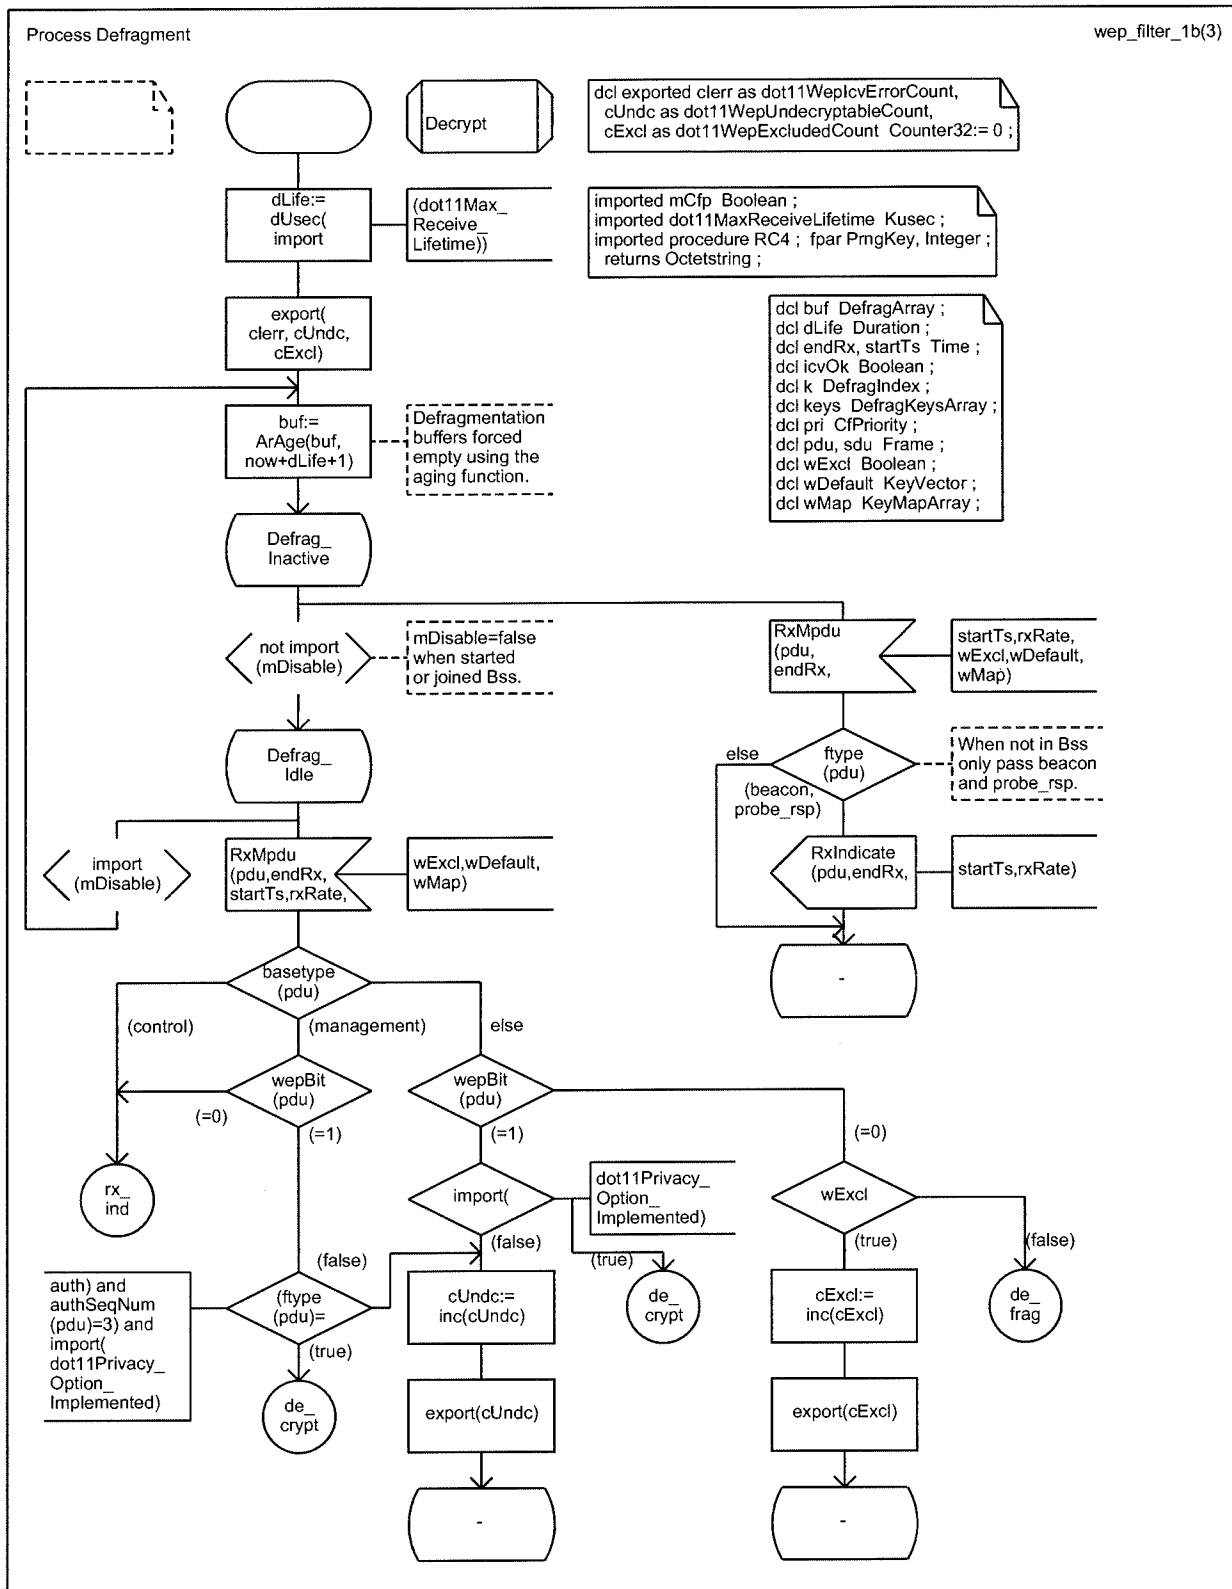 Process Defragment
wep_filter_1b(3)
Decrypt
dcl exported cIerr as dot11WepIcvErrorCount,
cUndc as dot11WepUndecryptableCount,
cExcl as dot11WepExcludedCount Counter32:= 0 ;
dLife:=
dUsec(
import
(dot11Max_
Receive_
Lifetime))
imported mCfp Boolean ;
imported dot11MaxReceiveLifetime Kusec ;
imported procedure RC4 ; fpar PrngKey, Integer ;
returns Octetstring ;
export(
cIerr, cUndc,
cExcl)
dcl buf DefragArray ;
dcl dLife Duration ;
dcl endRx, startTs Time ;
dcl icvOk Boolean ;
dcl k DefragIndex ;
dcl keys DefragKeysArray ;
dcl pri CfPriority ;
dcl pdu, sdu Frame ;
dcl wExcl Boolean ;
dcl wDefault KeyVector ;
dcl wMap KeyMapArray ;
buf:=
ArAge(buf,
now+dLife+1)
Defragmentation
buffers forced
empty using the
aging function.
Defrag_
Inactive
not import
(mDisable)
mDisable=false
when started
or joined Bss.
RxMpdu
(pdu,
endRx,
startTs,rxRate,
wExcl,wDefault,
wMap)
Defrag_
Idle
else
ftype
(pdu)
When not in Bss
only pass beacon
and probe_rsp.
(beacon,
probe_rsp)
import
(mDisable)
RxMpdu
(pdu,endRx,
startTs,rxRate,
wExcl,wDefault,
wMap)
RxIndicate
(pdu,endRx,
startTs,rxRate)
-
basetype
(pdu)
(control)
(management)
else
wepBit
(pdu)
(=0)
(=1)
wepBit
(pdu)
(=1)
(=0)
rx_
ind
import(
dot11Privacy_
Option_
Implemented)
wExcl
(false)
(true)
(true)
(false)
(false)
auth) and
authSeqNum
(pdu)=3) and
import(
dot11Privacy_
Option_
Implemented)
(ftype
(pdu)=
(true)
cUndc:=
inc(cUndc)
de_
crypt
cExcl:=
inc(cExcl)
de_
frag
de_
crypt
export(cUndc)
export(cExcl)
-
-